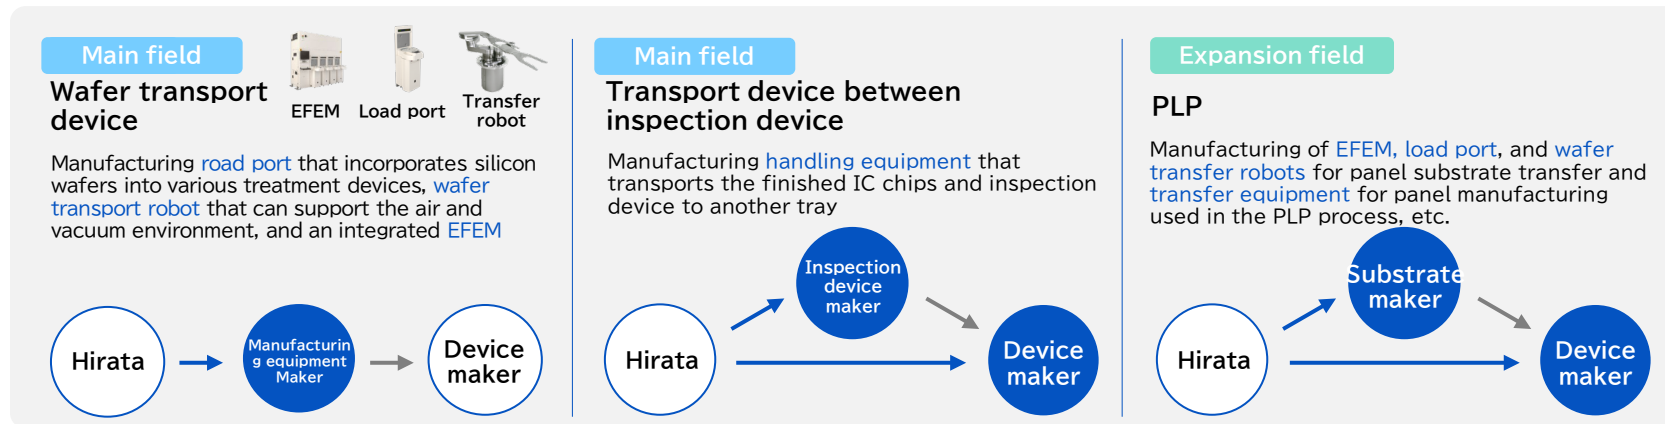 Main field
Wafer transport
device
EFEM
Load port
Transfer
robot
Manufacturing road port that incorporates silicon
wafers into various treatment devices, wafer
transport robot that can support the air and
vacuum environment, and an integrated EFEM
Hirata
Manufacturin
g equipment
Maker
Device
maker
Main field
Transport device between
inspection device
Manufacturing handling equipment that
transports the finished IC chips and inspection
device to another tray
Inspection
device
maker
Hirata
Device
maker
Expansion field
PLP
Manufacturing of EFEM, load port, and wafer
transfer robots for panel substrate transfer and
transfer equipment for panel manufacturing
used in the PLP process, etc.
Substrate
maker
Hirata
Device
maker